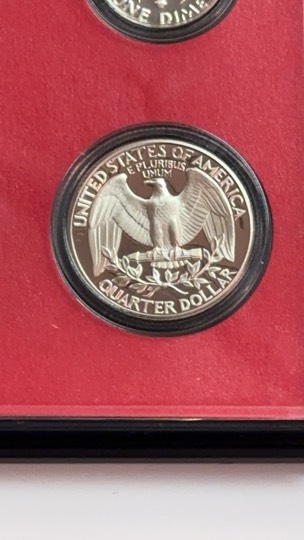 ONE DIME
UNITED STATES OF AMERICA
E PLURIBUS
UNUM
QUARTER DOLLAR